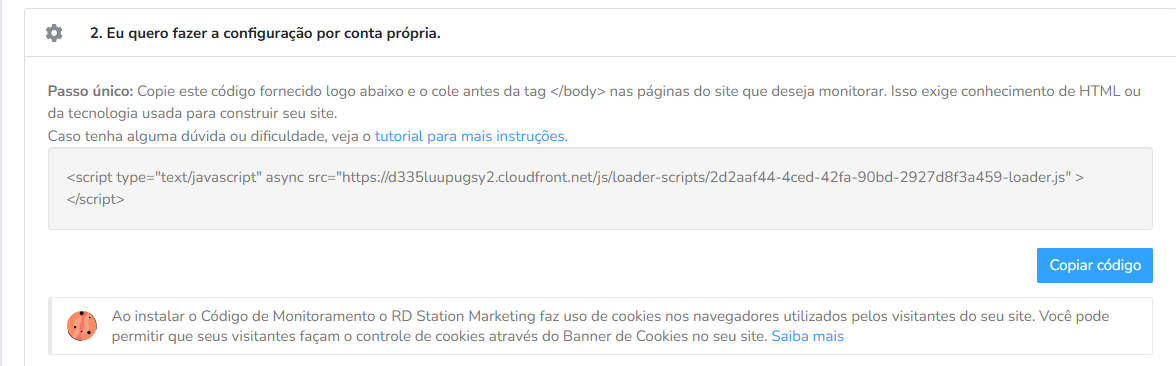 2. Eu quero fazer a configuração por conta própria.
Passo único: Copie este código fornecido logo abaixo e o cole antes da tag </body> nas páginas do site que deseja monitorar. Isso exige conhecimento de HTML ou
da tecnologia usada para construir seu site.
Caso tenha alguma dúvida ou dificuldade, veja o tutorial para mais instruções.
<script type="text/javascript" async src="https://d335luupugsy2.cloudfront.net/js/loader-scripts/2d2aaf44-4ced-42fa-90bd-2927d8f3a459-loader.js" >
</script>
Copiar código
Ao instalar o Código de Monitoramento o RD Station Marketing faz uso de cookies nos navegadores utilizados pelos visitantes do seu site. Você pode
permitir que seus visitantes façam o controle de cookies através do Banner de Cookies no seu site. Saiba mais